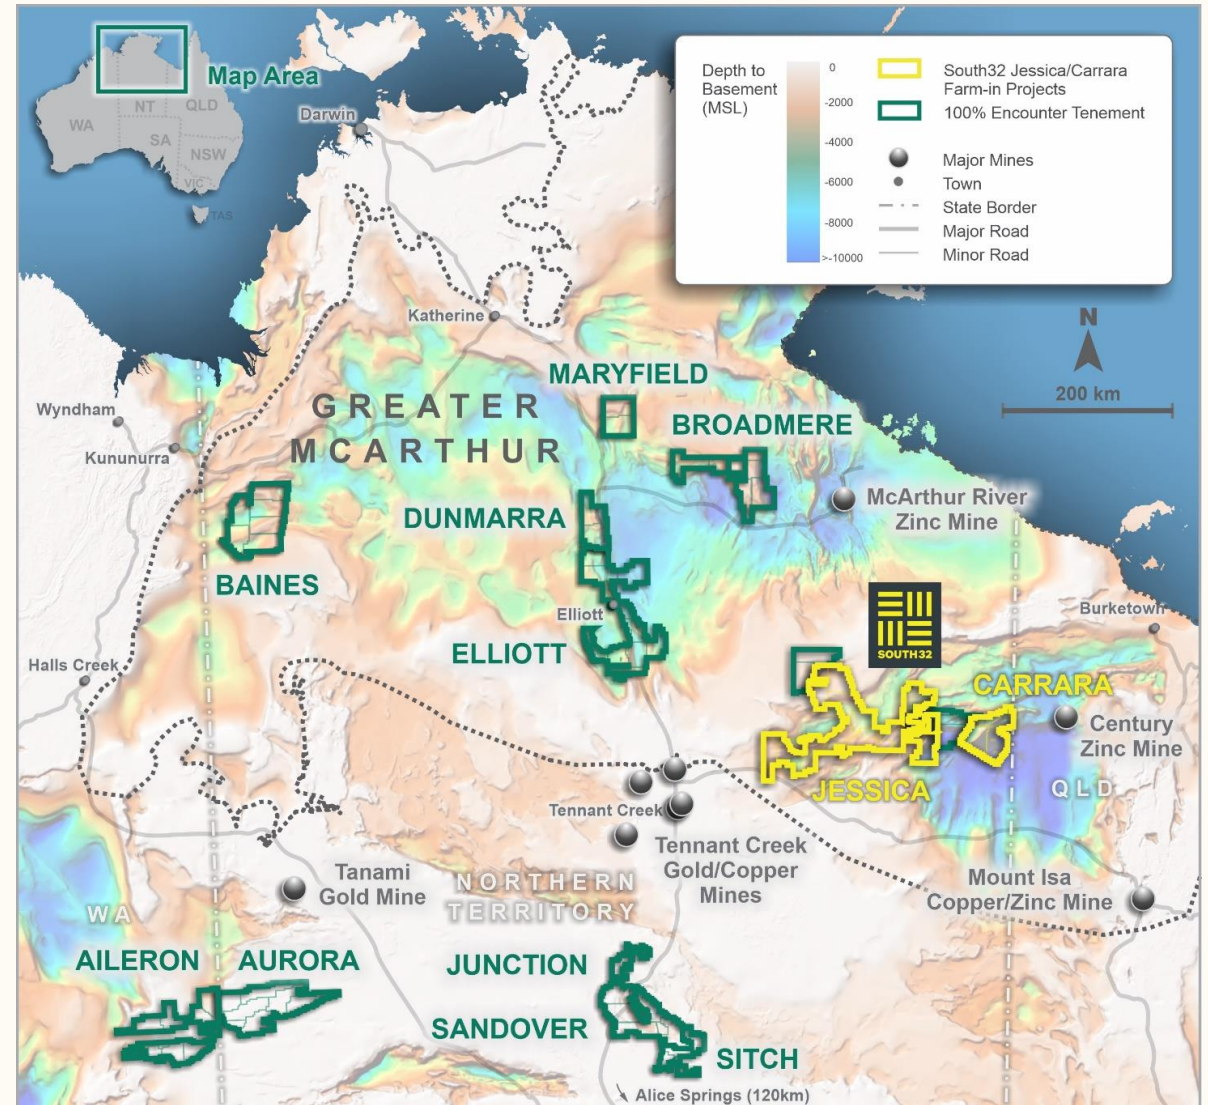 Map Area
WA
NT
QLD
SA
NSW
VIC
TAS
Darwin
Depth to
Basement
(MSL)
0
-2000
-4000
-6000
-8000
>-10000
South32 Jessica/Carrara
Farm-in Projects
100% Encounter Tenement
Major Mines
Town
State Border
Major Road
Minor Road
N
200 km
Katherine
MARYFIELD
GREATER
MCARTHUR
BROADMERE
Wyndham
Kununurra
DUNMARRA
McArthur River
Zinc Mine
BAINES
Elliott
ELLIOTT
SOUTH32
Burketown
Halls Creek
CARRARA
Century
Zinc Mine
JESSICA
QLD
Tennant Creek
Tennant Creek
Gold/Copper
Mines
Tanami
Gold Mine
NORTHERN
TERRITORY
Mount Isa
Copper/Zinc Mine
WA
AILERON
AURORA
JUNCTION
SANDOVER
SITCH
Alice Springs (120km)